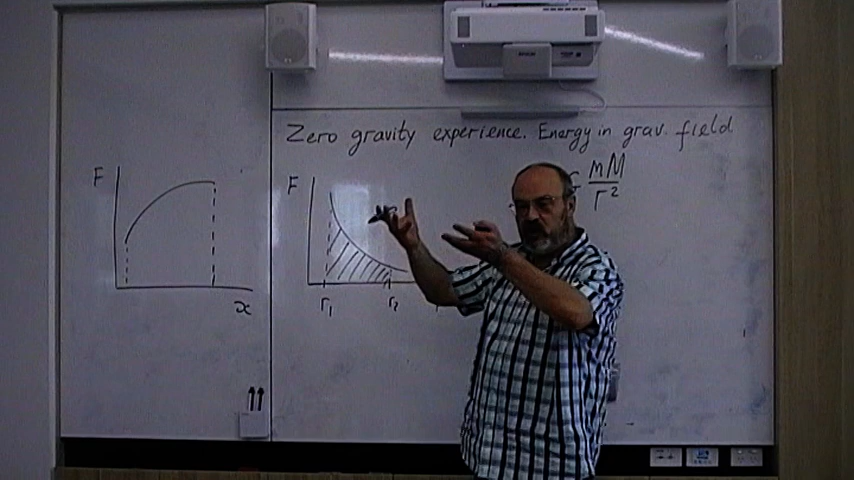 Zero gravity experience. Energy in grav. field
F
x
F
r₁
r₂
mM
r²